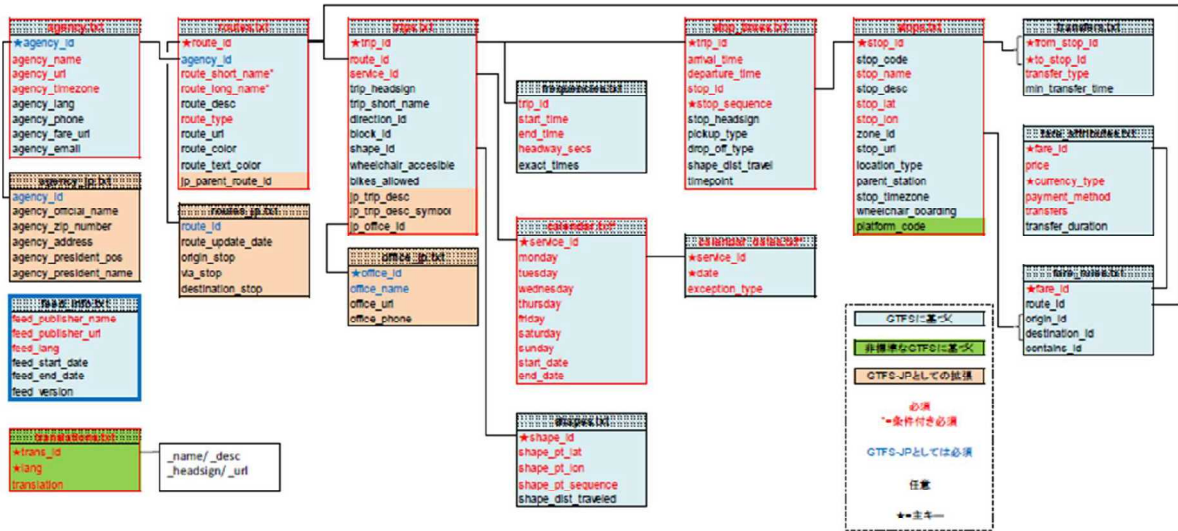 agency.txt
★agency_id
agency_name
agency_url
agency_timezone
agency_lang
agency_phone
agency_fare_url
agency_email
agency_jp.txt
agency_id
agency_official_name
agency_zip_number
agency_address
agency_president_pos
agency_president_name
feed_info.txt
feed_publisher_name
feed_publisher_url
feed_lang
feed_start_date
feed_end_date
feed_version
translations.txt
★trans_id
★lang
translation
_name/ _desc
_headsign/ _url
routes.txt
★route_id
agency_id
route_short_name*
route_long_name*
route_desc
route_type
route_url
route_color
route_text_color
jp_parent_route_id
routes_jp.txt
route_id
route_update_date
origin_stop
via_stop
destination_stop
trips.txt
★trip_id
route_id
service_id
trip_headsign
trip_short_name
direction_id
block_id
shape_id
wheelchair_accesible
bikes_allowed
jp_trip_desc
jp_trip_desc_symbol
jp_office_id
office_jp.txt
★office_id
office_name
office_url
office_phone
frequencies.txt
trip_id
start_time
end_time
headway_secs
exact_times
calendar.txt*
★service_id
monday
tuesday
wednesday
thursday
friday
saturday
sunday
start_date
end_date
shapes.txt
★shape_id
shape_pt_lat
shape_pt_lon
shape_pt_sequence
shape_dist_traveled
stop_times.txt
★trip_id
arrival_time
departure_time
stop_id
★stop_sequence
stop_headsign
pickup_type
drop_off_type
shape_dist_travel
timepoint
calendar_dates.txt*
★service_id
★date
exception_type
stops.txt
★stop_id
stop_code
stop_name
stop_desc
stop_lat
stop_lon
zone_id
stop_url
location_type
parent_station
stop_timezone
wheelchair_boarding
platform_code
transfers.txt
★from_stop_id
★to_stop_id
transfer_type
min_transfer_time
fare_attributes.txt
★fare_id
price
★currency_type
payment_method
transfers
transfer_duration
fare_rules.txt
★fare_id
route_id
origin_id
destination_id
contains_id
GTFSに基づく
非標準なGTFSに基づく
GTFS-JPとしての拡張
必須
*=条件付き必須
GTFS-JPとしては必須
任意
★=主キー